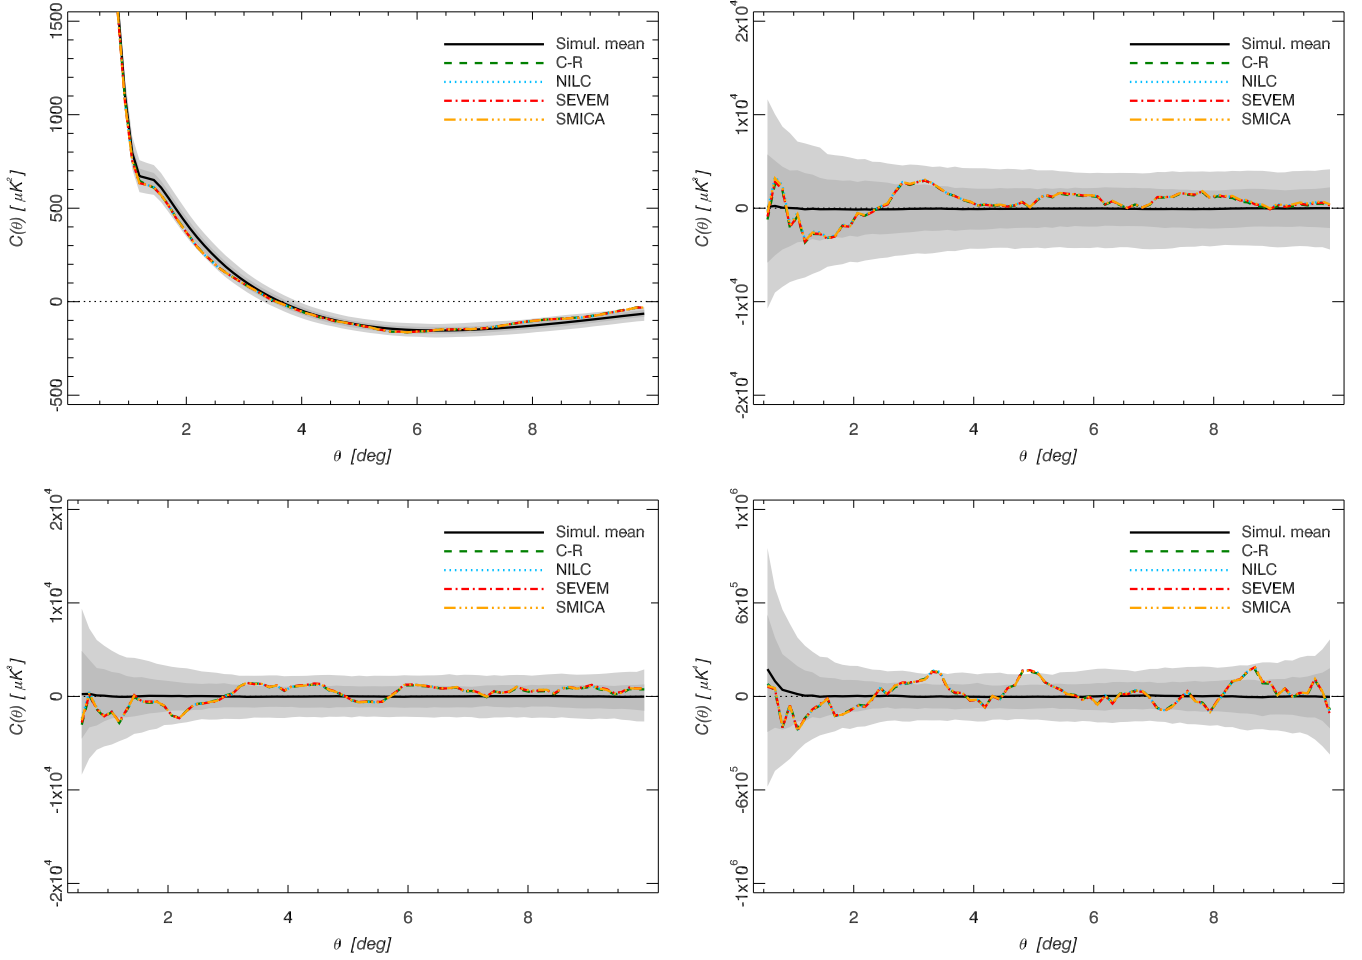 1500
1000
500
0
-500
C(θ) [ μK²]
2 4 6 8
θ [deg]
Simul. mean
C-R
NILC
SEVEM
SMICA
2x10⁴
1x10⁴
0
-1x10⁴
-2x10⁴
C(θ) [ μK³]
2 4 6 8
θ [deg]
Simul. mean
C-R
NILC
SEVEM
SMICA
2x10⁴
1x10⁴
0
-1x10⁴
-2x10⁴
C(θ) [ μK³]
2 4 6 8
θ [deg]
Simul. mean
C-R
NILC
SEVEM
SMICA
1x10⁶
6x10⁵
0
-6x10⁵
-1x10⁶
C(θ) [ μK⁴]
2 4 6 8
θ [deg]
Simul. mean
C-R
NILC
SEVEM
SMICA